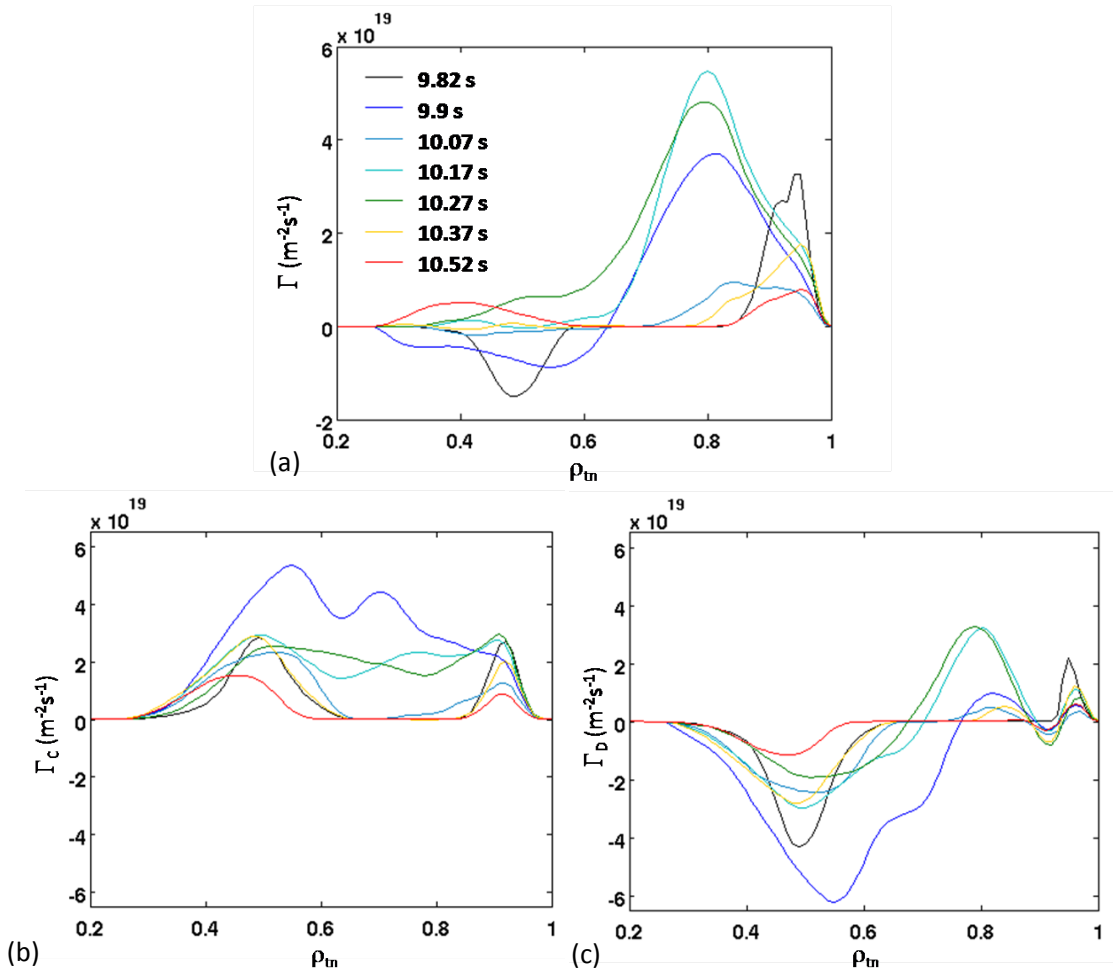 x 10 19
6
4
2
0
-2
Γ (m-2s-1)
9.82 s
9.9 s
10.07 s
10.17 s
10.27 s
10.37 s
10.52 s
0.2 0.4 0.6 0.8 1
(a) ρtn
x 10 19
6
4
2
0
-2
-4
-6
ΓC (m-2s-1)
0.2 0.4 0.6 0.8 1
(b) ρtn
x 10 19
6
4
2
0
-2
-4
-6
ΓD (m-2s-1)
0.2 0.4 0.6 0.8 1
(c) ρtn